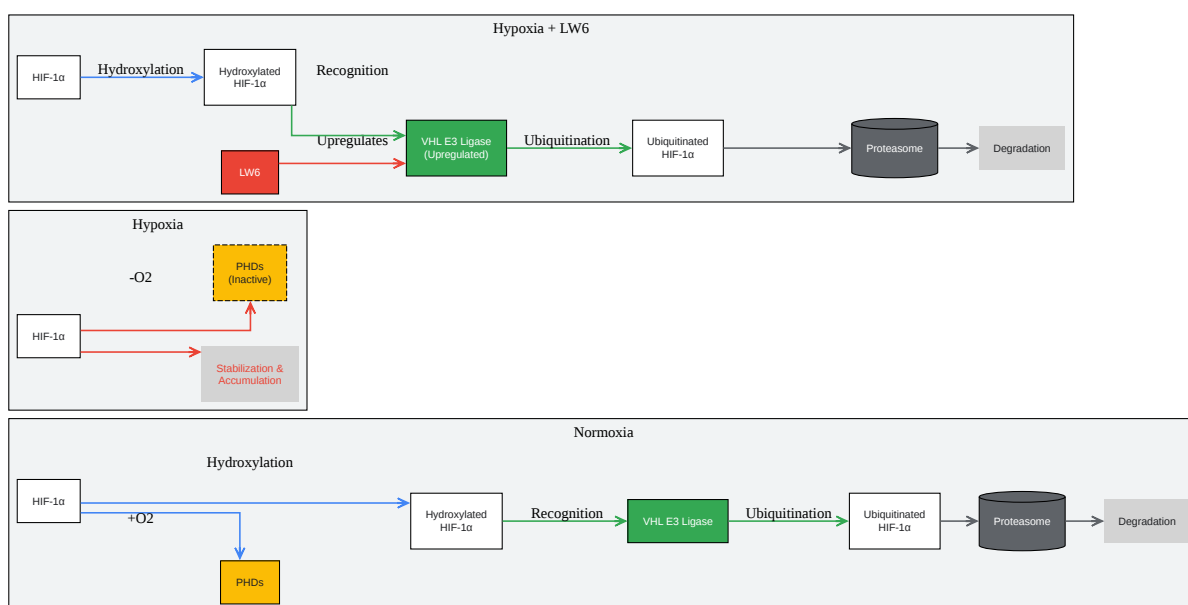 Hypoxia + LW6
HIF-1α
Hydroxylation
Hydroxylated
HIF-1α
Recognition
Upregulates
LW6
VHL E3 Ligase
(Upregulated)
Ubiquitination
Ubiquitinated
HIF-1α
Proteasome
Degradation
Hypoxia
-O2
PHDs
(Inactive)
HIF-1α
Stabilization &
Accumulation
Normoxia
Hydroxylation
HIF-1α
+O2
PHDs
Hydroxylated
HIF-1α
Recognition
VHL E3 Ligase
Ubiquitination
Ubiquitinated
HIF-1α
Proteasome
Degradation